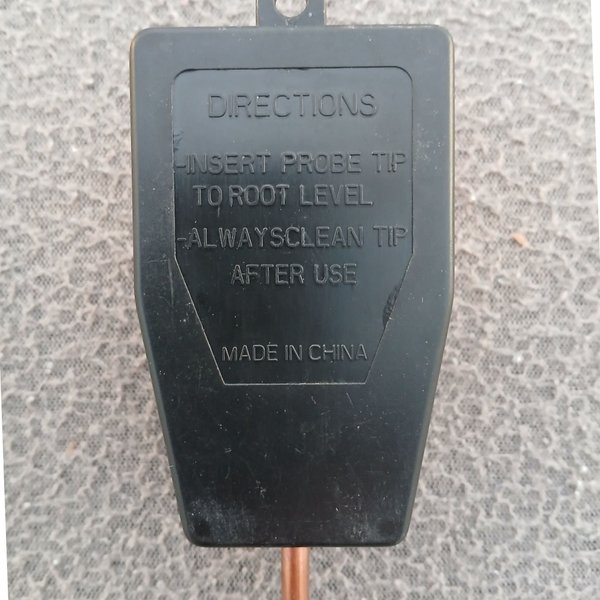 DIRECTIONS
-INSERT PROBE TIP
TO ROOT LEVEL
-ALWAYSCLEAN TIP
AFTER USE
MADE IN CHINA